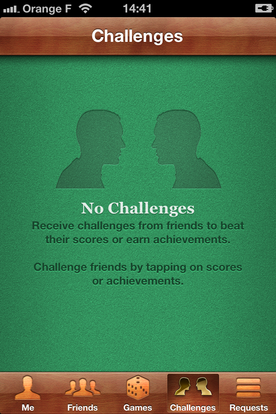 Orange F 14:41
Challenges
No Challenges
Receive challenges from friends to beat
their scores or earn achievements.
Challenge friends by tapping on scores
or achievements.
Me Friends Games Challenges Requests